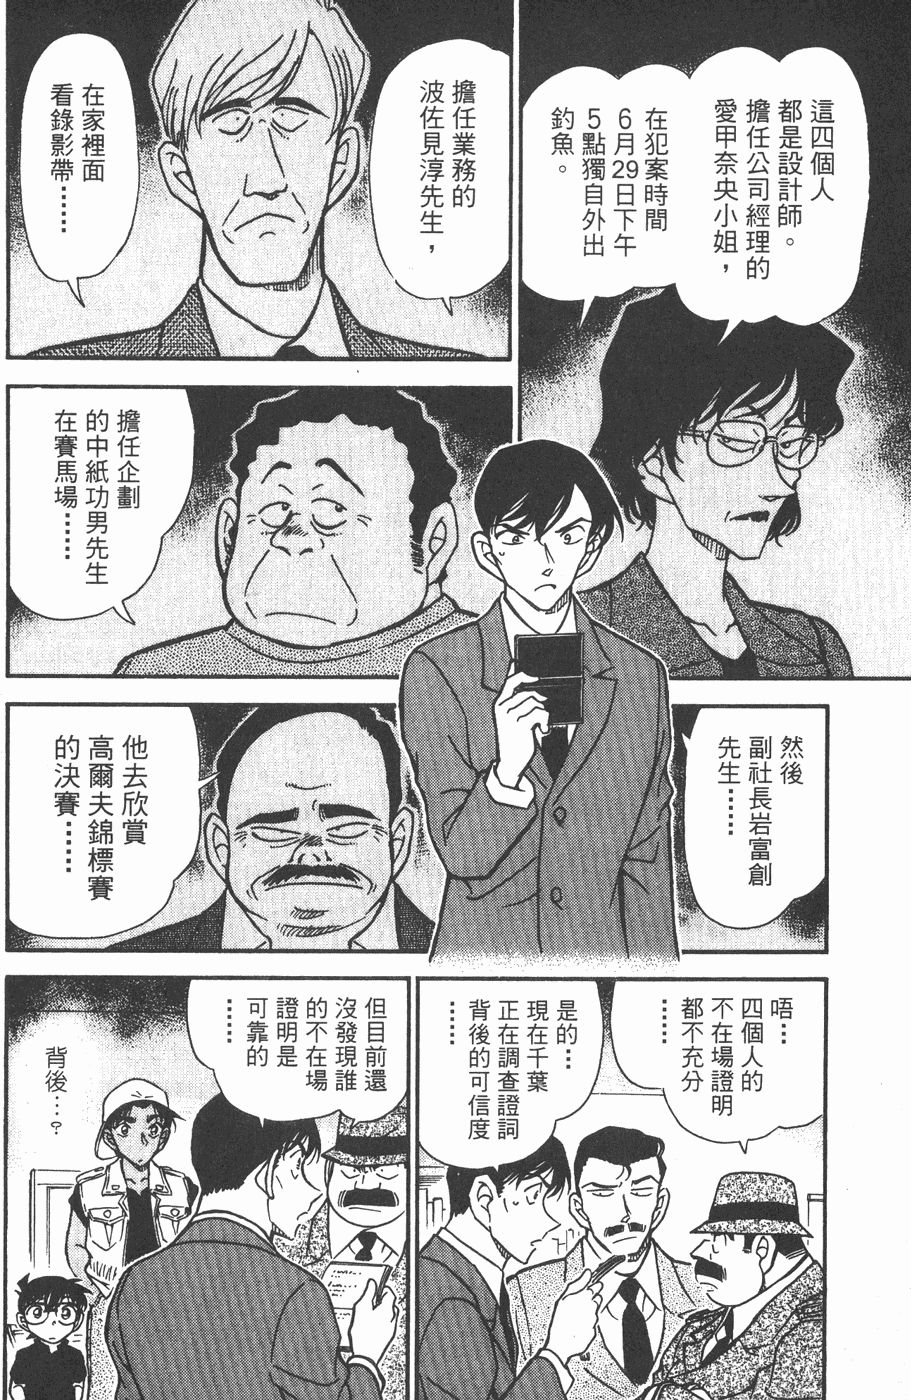 這四個人
都是設計師。
擔任公司經理的
愛甲奈央小姐，
在犯案時間
6月29日下午
5點獨自外出
釣魚。
擔任業務的
波佐見淳先生，
在家裡面
看錄影帶……
擔任企劃
的中紙功男先生
在賽馬場……
然後
副社長岩富創
先生……
他去欣賞
高爾夫錦標賽
的決賽……
唔…
四個人的
不在場證明
都不充分
……
是的…
現在千葉
正在調查證詞
背後的可信度
……
但目前還
沒發現誰
的不在場
證明是
可靠的
……
背後…？